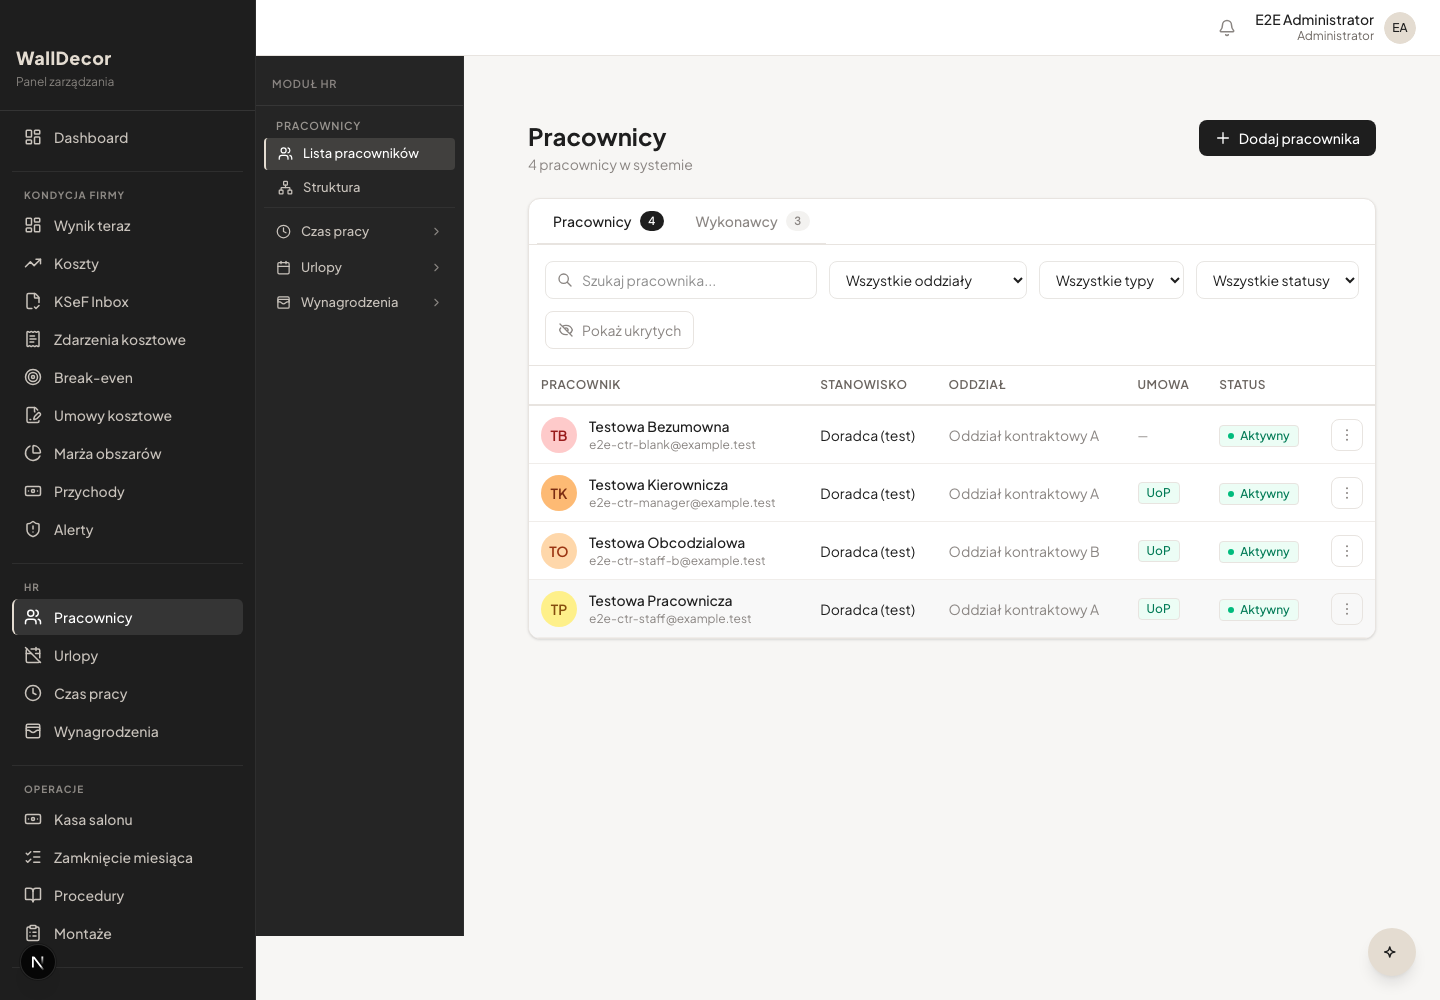 WallDecor
Panel zarządzania
Dashboard
KONDYCJA FIRMY
Wynik teraz
Koszty
KSeF Inbox
Zdarzenia kosztowe
Break-even
Umowy kosztowe
Marża obszarów
Przychody
Alerty
HR
Pracownicy
Urlopy
Czas pracy
Wynagrodzenia
OPERACJE
Kasa salonu
Zamknięcie miesiąca
Procedury
Montaże
N
MODUŁ HR
PRACOWNICY
Lista pracowników
Struktura
Czas pracy
Urlopy
Wynagrodzenia
E2E Administrator
Administrator
EA
Pracownicy
4 pracownicy w systemie
Dodaj pracownika
Pracownicy 4 Wykonawcy 3
Szukaj pracownika... Wszystkie oddziały Wszystkie typy Wszystkie statusy
Pokaż ukrytych
PRACOWNIK STANOWISKO ODDZIAŁ UMOWA STATUS
TB Testowa Bezumowna Doradca (test) Oddział kontraktowy A — Aktywny
e2e-ctr-blank@example.test
TK Testowa Kierownicza Doradca (test) Oddział kontraktowy A UoP Aktywny
e2e-ctr-manager@example.test
TO Testowa Obcodzialowa Doradca (test) Oddział kontraktowy B UoP Aktywny
e2e-ctr-staff-b@example.test
TP Testowa Pracownicza Doradca (test) Oddział kontraktowy A UoP Aktywny
e2e-ctr-staff@example.test